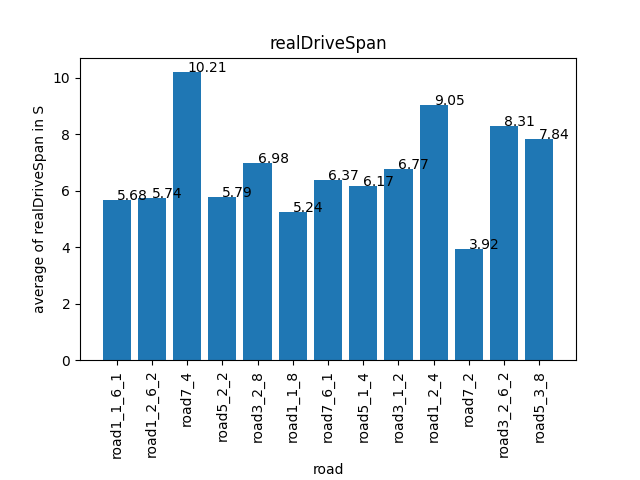 realDriveSpan
average of realDriveSpan in S
10
8
6
4
2
0
5.68
5.74
10.21
5.79
6.98
5.24
6.37
6.17
6.77
9.05
3.92
8.31
7.84
road1_1_6_1
road1_2_6_2
road7_4
road5_2_2
road3_2_8
road1_1_8
road7_6_1
road5_1_4
road3_1_2
road1_2_4
road7_2
road3_2_6_2
road5_3_8
road